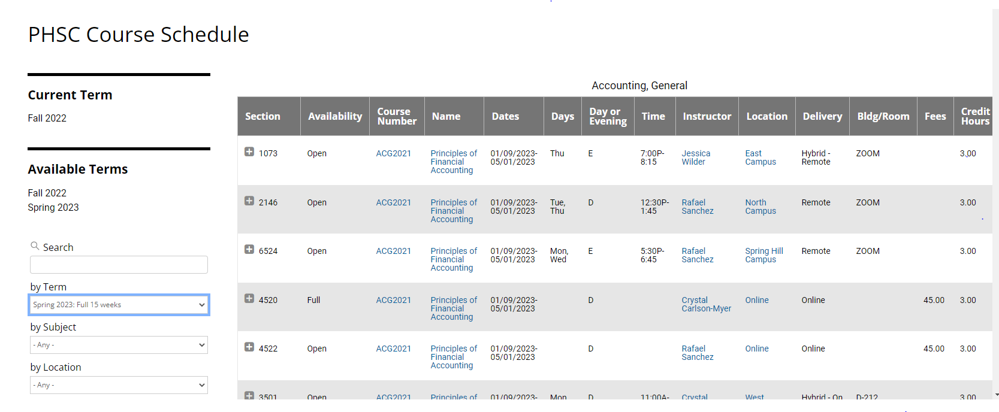 PHSC Course Schedule
Current Term
Fall 2022
Available Terms
Fall 2022
Spring 2023
Search
by Term
Spring 2023: Full 15 weeks
by Subject
- Any -
by Location
- Any -
Accounting, General
Section Availability Course Number Name Dates Days Day or Evening Time Instructor Location Delivery Bldg/Room Fees Credit Hours
1073 Open ACG2021 Principles of Thu E 7:00P- Jessica East Hybrid - ZOOM 3.00
Financial 01/09/2023- 8:15 Wilder Campus Remote
Accounting 05/01/2023
2146 Open ACG2021 Principles of 01/09/2023- Tue, D 12:30P- Rafael North Remote ZOOM 3.00
Financial 05/01/2023 Thu 1:45 Sanchez Campus
Accounting
6524 Open ACG2021 Principles of 01/09/2023- Mon, E 5:30P- Rafael Spring Hill Remote ZOOM 3.00
Financial 05/01/2023 Wed 6:45 Sanchez Campus
Accounting
4520 Full ACG2021 Principles of 01/09/2023- D Crystal Online Online 45.00 3.00
Financial 05/01/2023 Carlson-Myer
Accounting
4522 Open ACG2021 Principles of 01/09/2023- D Rafael Online Online 45.00 3.00
Financial 05/01/2023 Sanchez
Accounting
3501 Open ACG2021 Principles of 01/09/2023- Mon D 11:00A- Crystal West Hybrid - On D-212 3.00